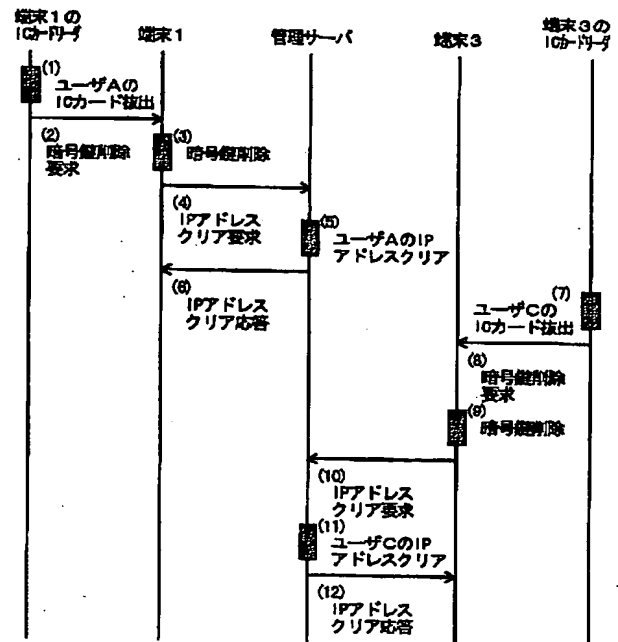 端末1の
ICカードリーダ
端末1
管理サーバ
端末3
端末3の
ICカードリーダ
(1)
ユーザAの
ICカード抜出
(2)
暗号鍵削除
要求
(3)
暗号鍵削除
(4)
IPアドレス
クリア要求
(5)
ユーザAのIP
アドレスクリア
(6)
IPアドレス
クリア応答
(7)
ユーザCの
ICカード抜出
(8)
暗号鍵削除
要求
(9)
暗号鍵削除
(10)
IPアドレス
クリア要求
(11)
ユーザCのIP
アドレスクリア
(12)
IPアドレス
クリア応答